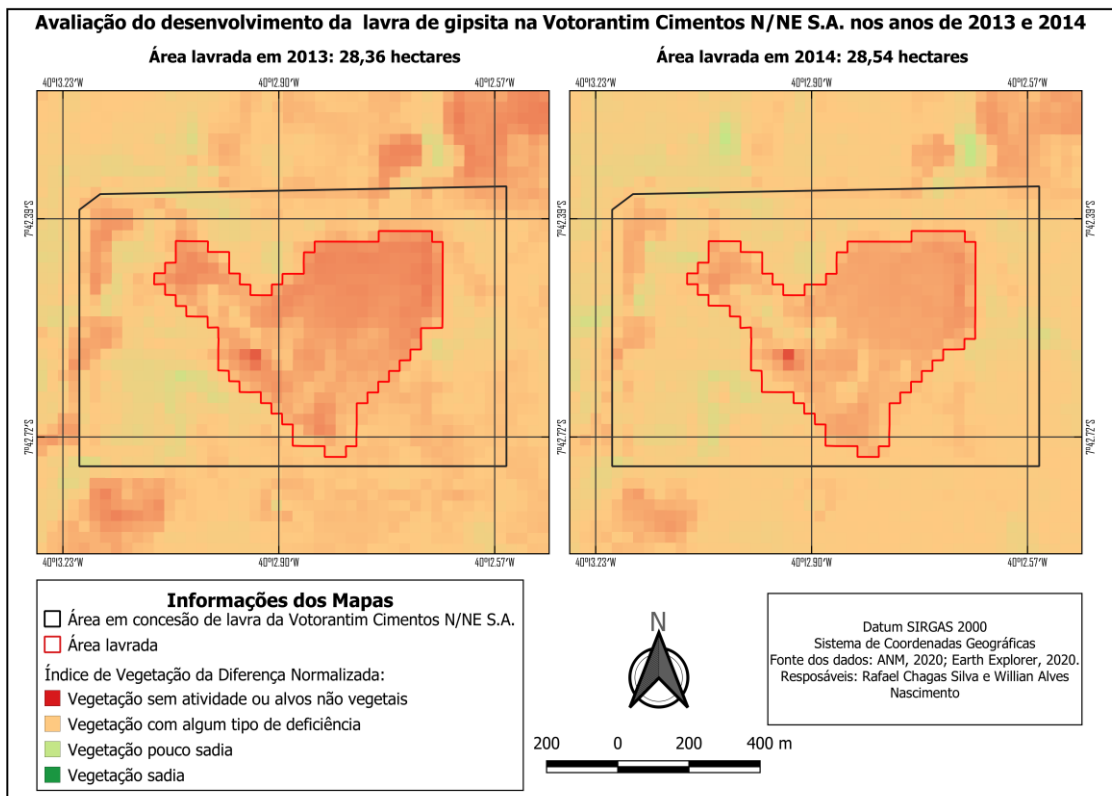 Avaliação do desenvolvimento da lavra de gipsita na Votorantim Cimentos N/NE S.A. nos anos de 2013 e 2014
Área lavrada em 2013: 28,36 hectares
Área lavrada em 2014: 28,54 hectares
40°13.23'W 40°12.90'W 40°12.57'W
40°13.23'W 40°12.90'W 40°12.57'W
7°42.39'S
7°42.39'S
7°42.72'S
7°42.72'S
40°13.23'W 40°12.90'W 40°12.57'W
40°13.23'W 40°12.90'W 40°12.57'W
Informações dos Mapas
Área em concesão de lavra da Votorantim Cimentos N/NE S.A.
Área lavrada
Índice de Vegetação da Diferença Normalizada:
Vegetação sem atividade ou alvos não vegetais
Vegetação com algum tipo de deficiência
Vegetação pouco sadia
Vegetação sadia
N
200 0 200 400 m
Datum SIRGAS 2000
Sistema de Coordenadas Geográficas
Fonte dos dados: ANM, 2020; Earth Explorer, 2020.
Resposáveis: Rafael Chagas Silva e Willian Alves
Nascimento